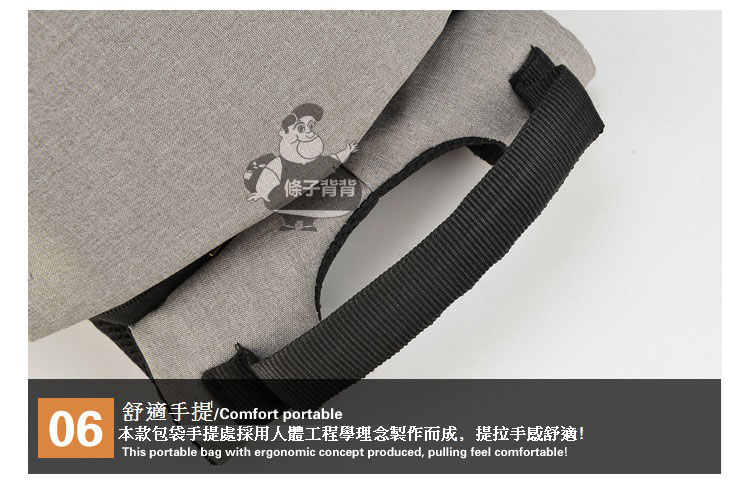 條子背背
06
舒適手提/Comfort portable
本款包袋手提處採用人體工程學理念製作而成，提拉手感舒適！
This portable bag with ergonomic concept produced, pulling feel comfortable!